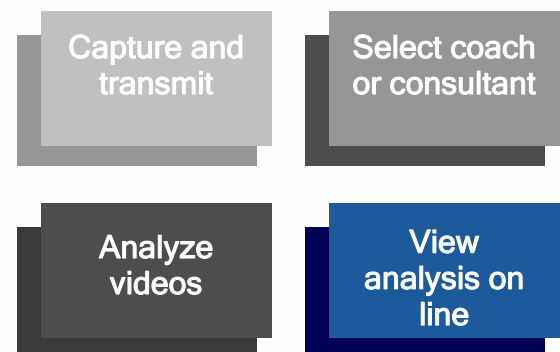 Capture and
transmit
Select coach
or consultant
Analyze
videos
View
analysis on
line